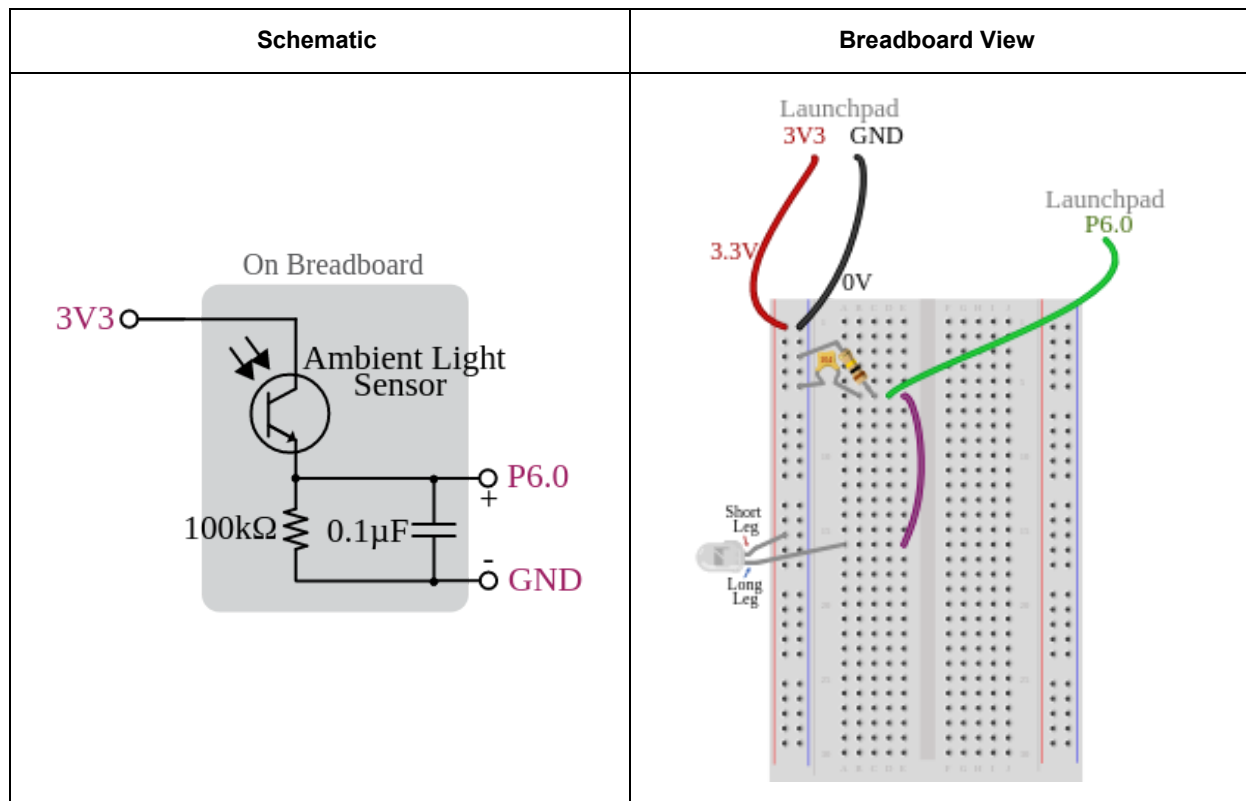 Schematic
Breadboard View
On Breadboard
3V3
Ambient Light
Sensor
P6.0
+
100kΩ
0.1µF
-
GND
Launchpad
3V3 GND
Launchpad
P6.0
3.3V
0V
Short
Leg
Long
Leg